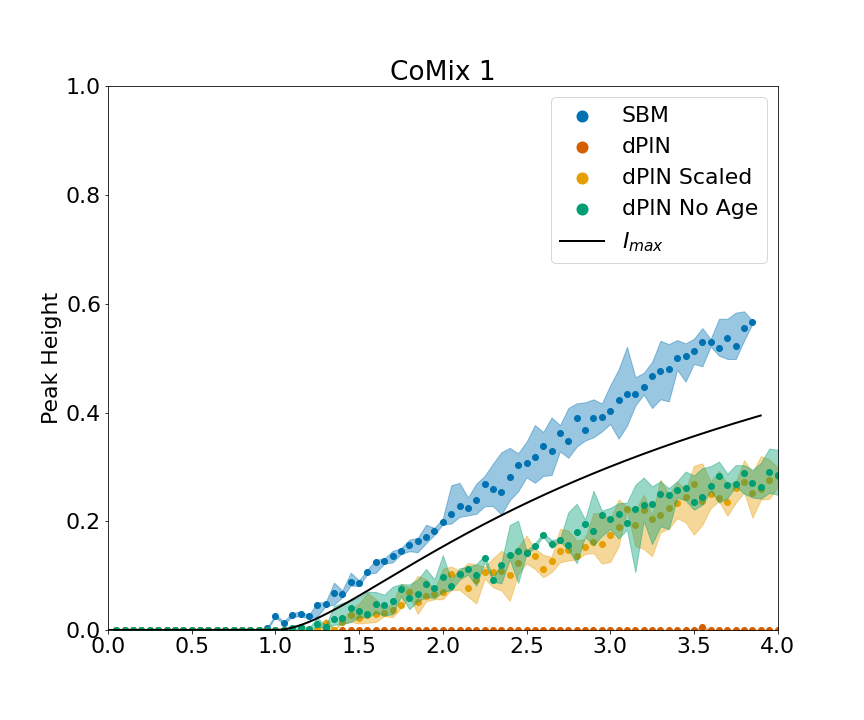 CoMix 1
1.0
0.8
0.6
0.4
0.2
0.0
Peak Height
SBM
dPIN
dPIN Scaled
dPIN No Age
I_max
0.0 0.5 1.0 1.5 2.0 2.5 3.0 3.5 4.0